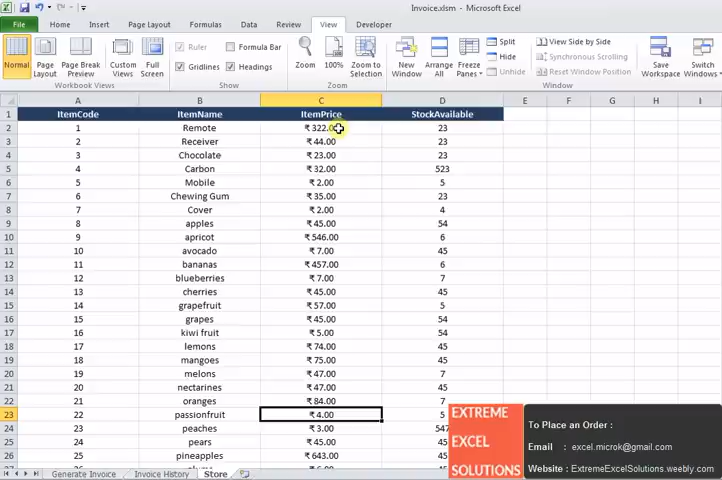 Invoice.xlsm - Microsoft Excel
File Home Insert Page Layout Formulas Data Review View Developer
Normal Page Layout Page Break Preview Custom Views Full Screen
Ruler Formula Bar
Gridlines Headings
Zoom 100% Zoom to Selection
New Window Arrange All Freeze Panes
Split View Side by Side
Hide Synchronous Scrolling
Unhide Reset Window Position
Save Workspace Switch Windows
Workbook Views Show Zoom Window
A B C D E F G H I
1 ItemCode ItemName ItemPrice StockAvailable
2 1 Remote ₹ 322.00 23
3 2 Receiver ₹ 44.00 23
4 3 Chocolate ₹ 23.00 23
5 4 Carbon ₹ 32.00 523
6 5 Mobile ₹ 2.00 5
7 6 Chewing Gum ₹ 35.00 23
8 7 Cover ₹ 2.00 4
9 8 apples ₹ 45.00 54
10 9 apricot ₹ 546.00 6
11 10 avocado ₹ 7.00 45
12 11 bananas ₹ 457.00 6
13 12 blueberries ₹ 45.00 7
14 13 cherries ₹ 45.00 45
15 14 grapefruit ₹ 57.00 5
16 15 grapes ₹ 45.00 54
17 16 kiwi fruit ₹ 5.00 54
18 17 lemons ₹ 74.00 45
19 18 mangoes ₹ 75.00 45
20 19 melons ₹ 47.00 7
21 20 nectarines ₹ 47.00 45
22 21 oranges ₹ 84.00 7
23 22 passionfruit ₹ 4.00 5
24 23 peaches ₹ 3.00 547
25 24 pears ₹ 45.00
26 25 pineapples ₹ 643.00
Generate Invoice Invoice History Store
EXTREME
EXCEL
SOLUTIONS
To Place an Order :
Email : excel.microk@gmail.com
Website : ExtremeExcelSolutions.weebly.com